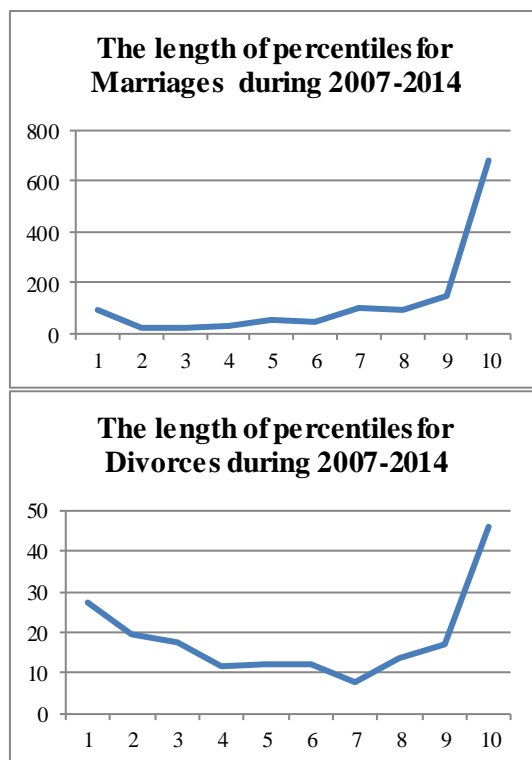 The length of percentiles for
Marriages during 2007-2014
800
600
400
200
0
1 2 3 4 5 6 7 8 9 10
The length of percentiles for
Divorces during 2007-2014
50
40
30
20
10
0
1 2 3 4 5 6 7 8 9 10